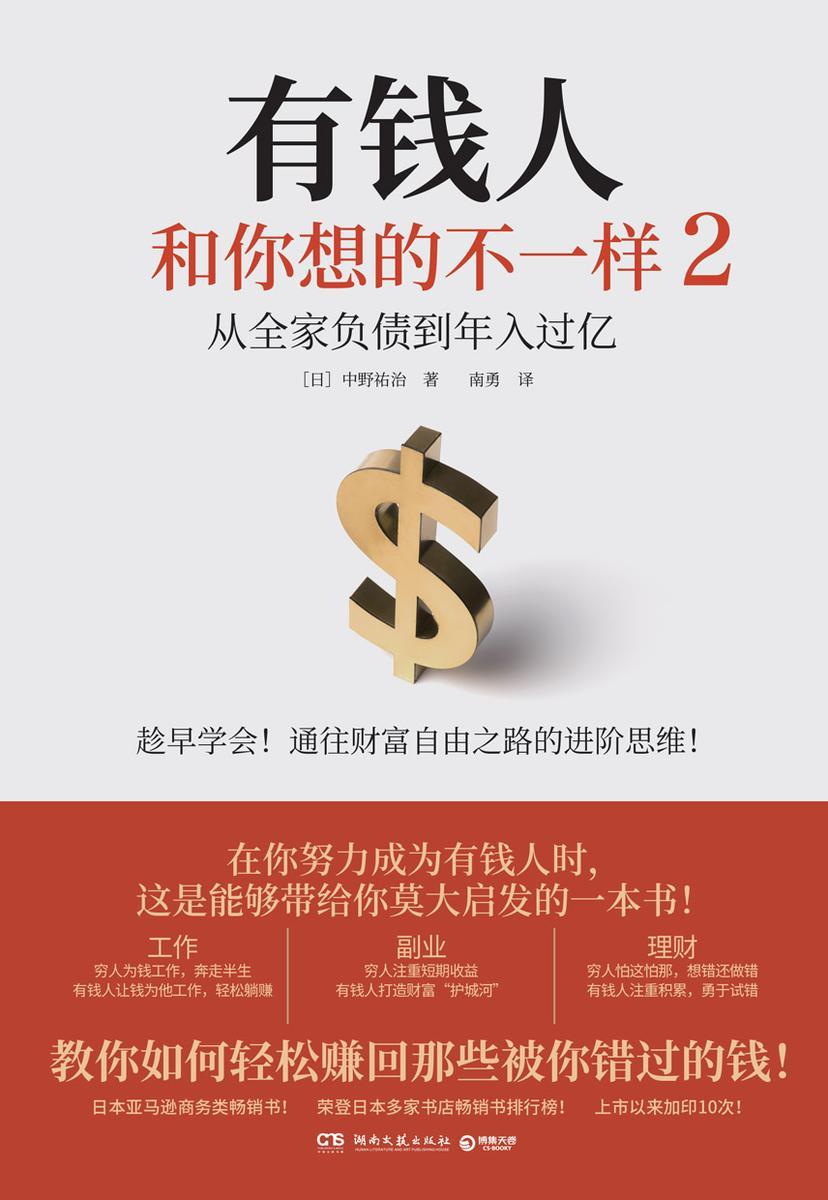 有钱人
和你想的不一样2
从全家负债到年入过亿
［日］中野祐治 著 南勇 译
趁早学会！通往财富自由之路的进阶思维！
在你努力成为有钱人时，
这是能够带给你莫大启发的一本书！
工作
穷人为钱工作，奔走半生
有钱人让钱为他工作，轻松躺赚
副业
穷人注重短期收益
有钱人打造财富“护城河”
理财
穷人怕这怕那，想错还做错
有钱人注重积累，勇于试错
教你如何轻松赚回那些被你错过的钱！
日本亚马逊商务类畅销书！ 荣登日本多家书店畅销书排行榜！ 上市以来加印10次！
湖南文艺出版社
HUNAN LITERATURE AND ART PUBLISHING HOUSE
博集天卷
CS-BOOKY